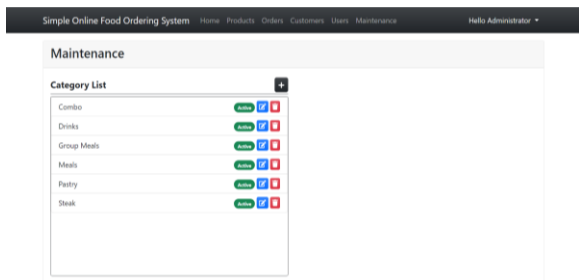 Simple Online Food Ordering System Home Products Orders Customers Users Maintenance Hello Administrator
Maintenance
Category List
Combo Active
Drinks Active
Group Meals Active
Meals Active
Pastry Active
Steak Active